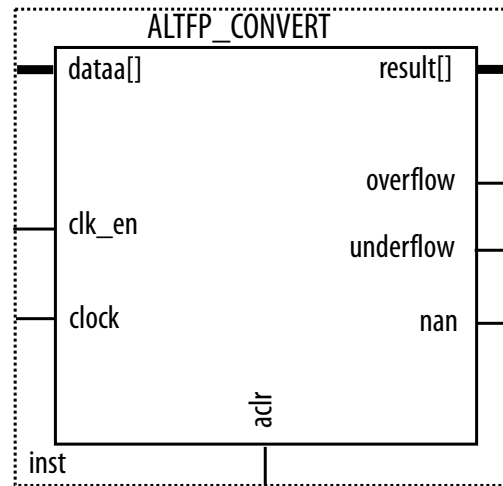 ALTFP_CONVERT
dataa[] result[]
overflow
clk_en
underflow
clock nan
aclr
inst